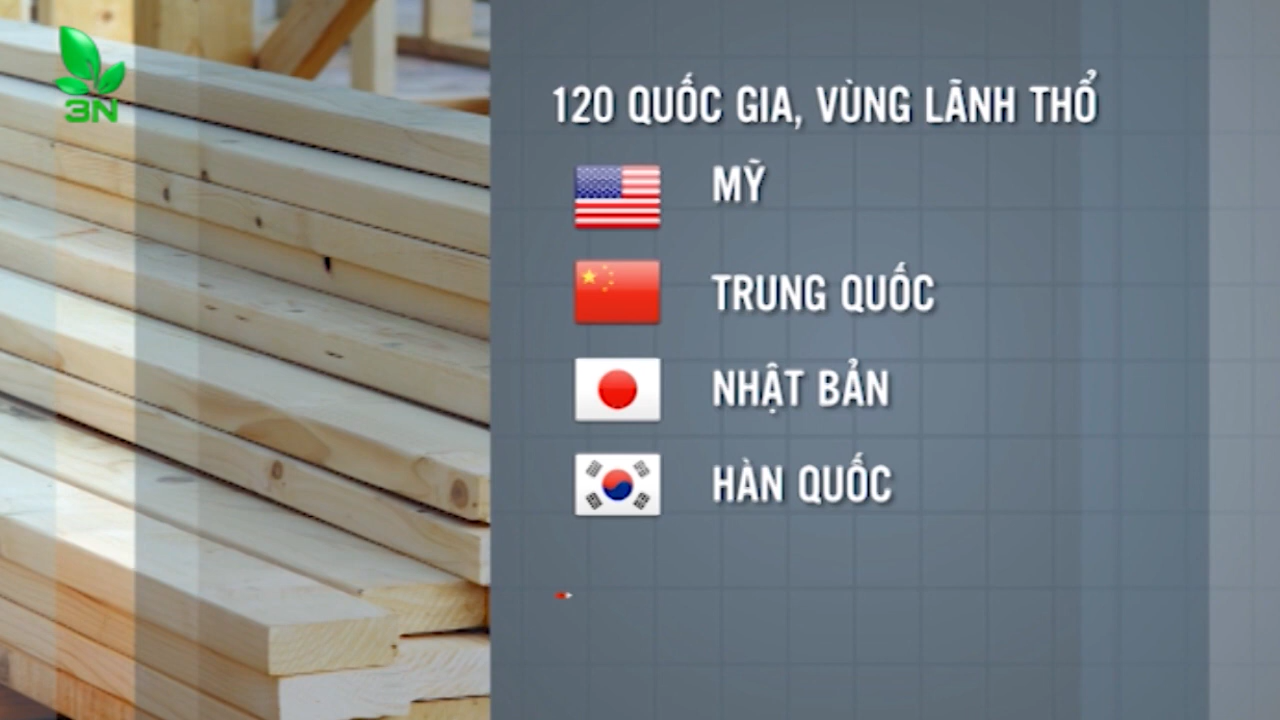 3N
120 QUỐC GIA, VÙNG LÃNH THỔ
MỸ
TRUNG QUỐC
NHẬT BẢN
HÀN QUỐC